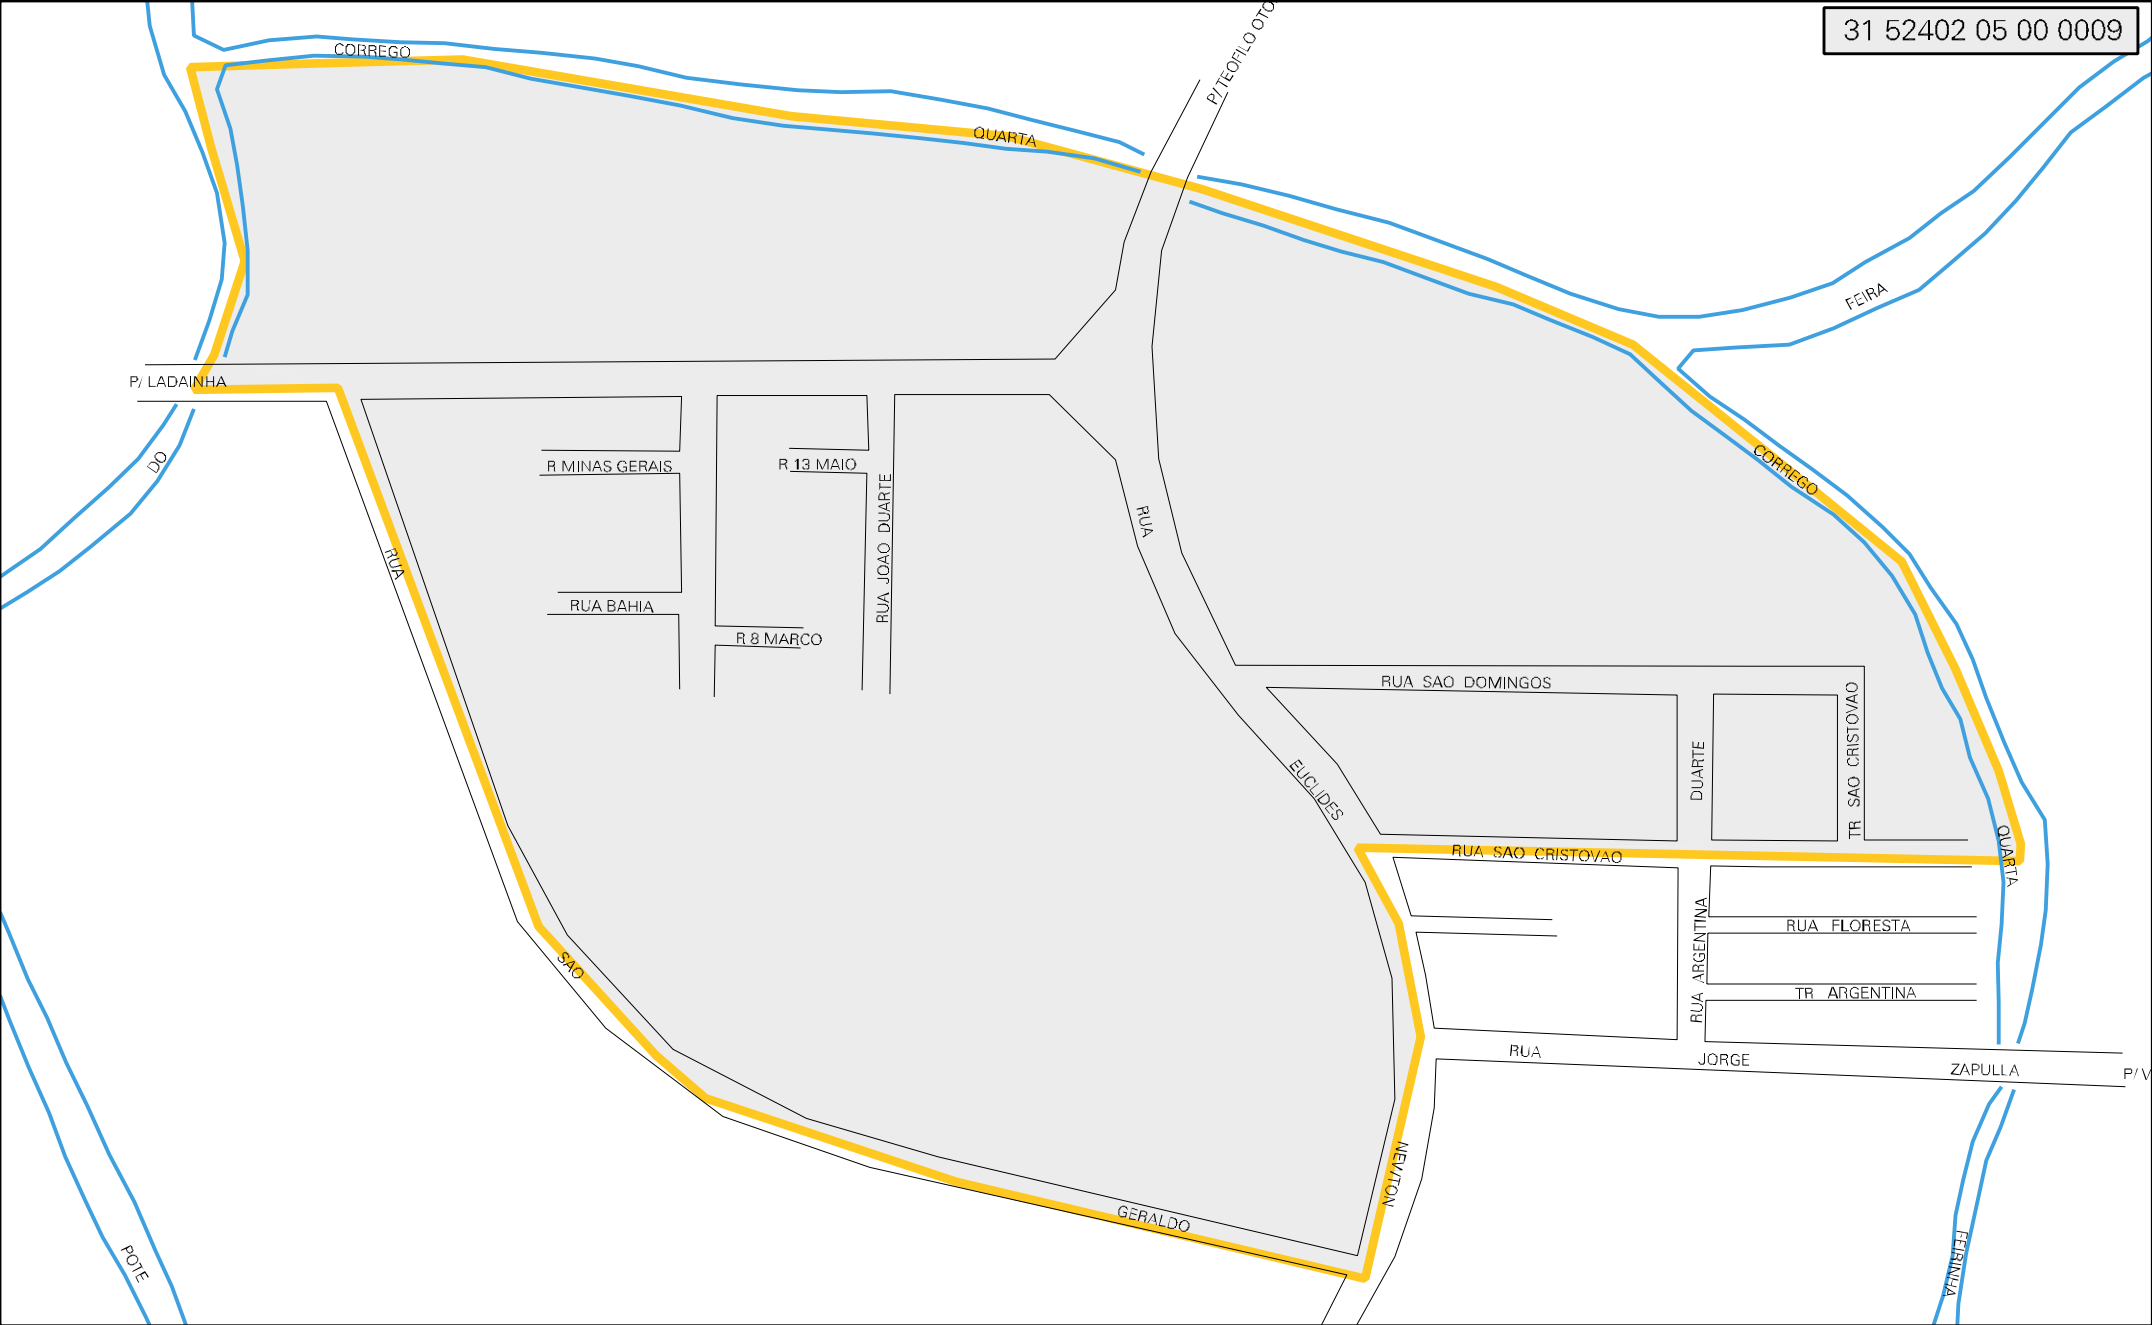 31 52402 05 00 0009
CORREGO
P/TEOFILO OTO
QUARTA
FEIRA
P/ LADAINHA
DO
R MINAS GERAIS
R 13 MAIO
RUA JOAO DUARTE
RUA
CORREGO
RUA
RUA BAHIA
R 8 MARCO
RUA SAO DOMINGOS
TR SAO CRISTOVAO
DUARTE
EUCLIDES
RUA SAO CRISTOVAO
QUARTA
RUA FLORESTA
RUA ARGENTINA
SAO
TR ARGENTINA
RUA JORGE ZAPULLA
P/ V
NEWTON
GERALDO
POTE
FEIRINHA